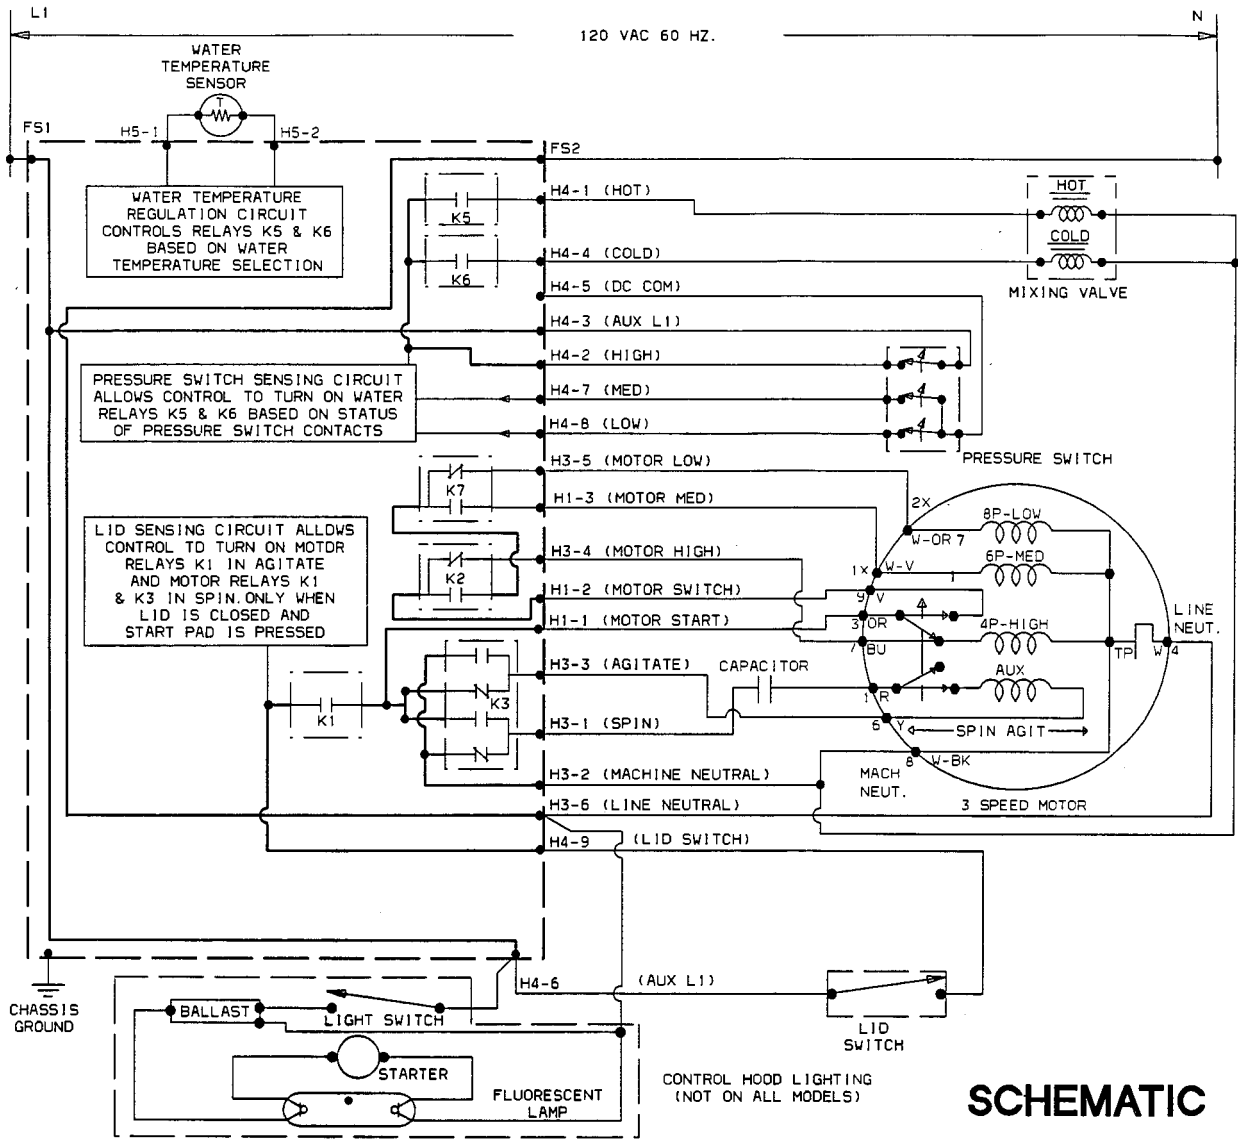 L1
N
120 VAC 60 HZ.
WATER
TEMPERATURE
SENSOR
T
FS1
H5-1
H5-2
FS2
WATER TEMPERATURE
REGULATION CIRCUIT
CONTROLS RELAYS K5 & K6
BASED ON WATER
TEMPERATURE SELECTION
K5
K6
H4-1 (HOT)
H4-4 (COLD)
H4-5 (DC COM)
H4-3 (AUX L1)
H4-2 (HIGH)
H4-7 (MED)
H4-8 (LOW)
HOT
COLD
MIXING VALVE
PRESSURE SWITCH SENSING CIRCUIT
ALLOWS CONTROL TO TURN ON WATER
RELAYS K5 & K6 BASED ON STATUS
OF PRESSURE SWITCH CONTACTS
PRESSURE SWITCH
K7
K2
H3-5 (MOTOR LOW)
H1-3 (MOTOR MED)
H3-4 (MOTOR HIGH)
H1-2 (MOTOR SWITCH)
H1-1 (MOTOR START)
H3-3 (AGITATE)
H3-1 (SPIN)
H3-2 (MACHINE NEUTRAL)
H3-6 (LINE NEUTRAL)
H4-9 (LID SWITCH)
LID SENSING CIRCUIT ALLOWS
CONTROL TO TURN ON MOTOR
RELAYS K1 IN AGITATE
AND MOTOR RELAYS K1
& K3 IN SPIN.ONLY WHEN
LID IS CLOSED AND
START PAD IS PRESSED
K1
K3
CAPACITOR
2X
8P-LOW
W-OR 7
6P-MED
1X
W-V
1
9
V
3
OR
4P-HIGH
7
BU
AUX
1
R
6
Y
SPIN AGIT
8
W-BK
MACH
NEUT.
TP
W
4
LINE
NEUT.
3 SPEED MOTOR
H4-6
(AUX L1)
LID
SWITCH
CHASSIS
GROUND
BALLAST
LIGHT SWITCH
STARTER
FLUORESCENT
LAMP
CONTROL HOOD LIGHTING
(NOT ON ALL MODELS)
SCHEMATIC